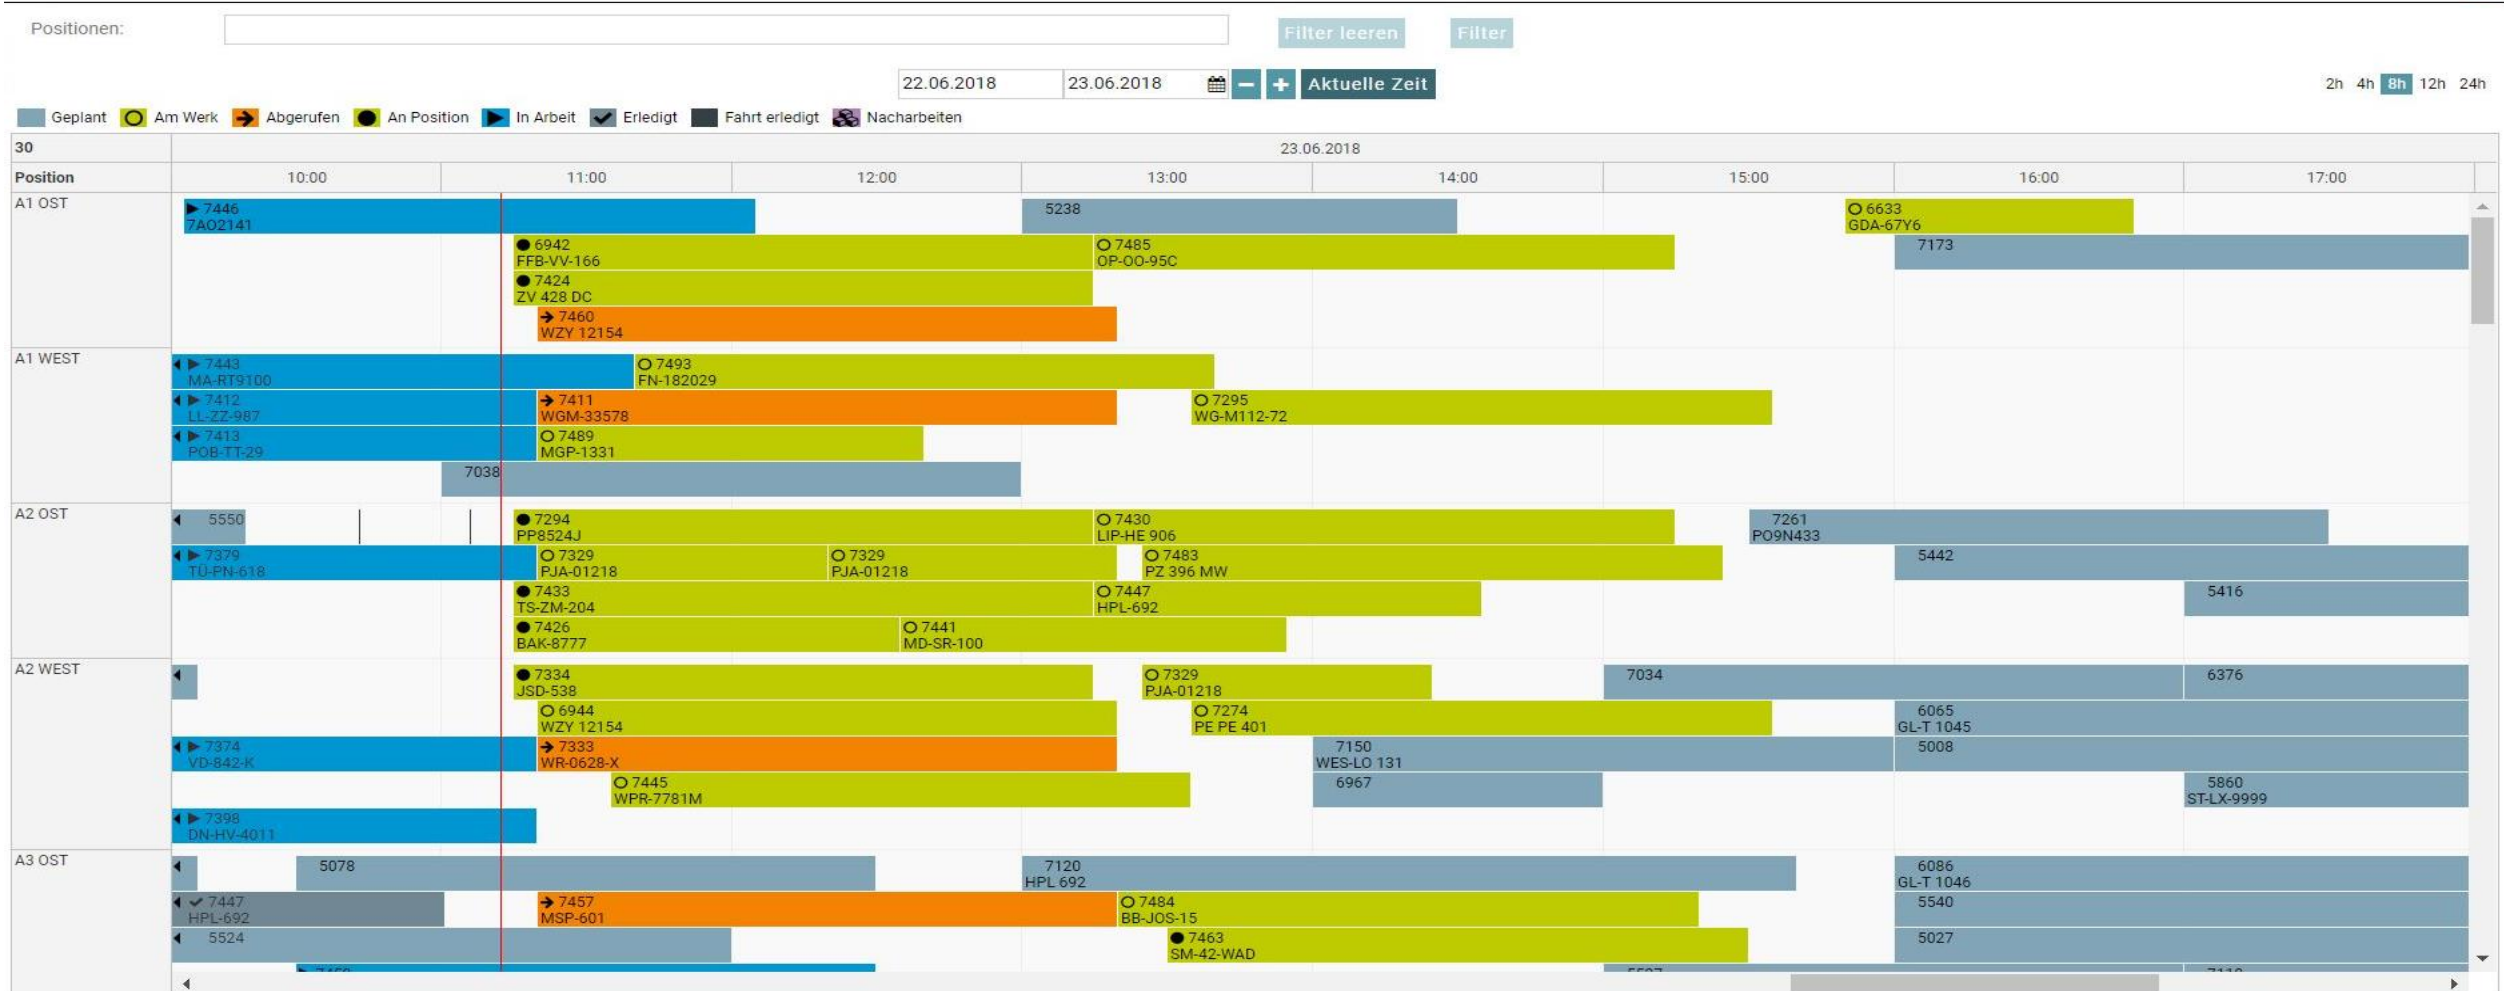 Positionen:
Filter leeren Filter
22.06.2018 23.06.2018 − + Aktuelle Zeit
2h 4h 8h 12h 24h
Geplant Am Werk Abgerufen An Position In Arbeit Erledigt Fahrt erledigt Nacharbeiten
30 23.06.2018
Position 10:00 11:00 12:00 13:00 14:00 15:00 16:00 17:00
A1 OST
7446 5238 6633
7AO2141 GDA-67Y6
6942 7485 7173
FFB-VV-166 OP-OO-95C
7424
ZV 428 DC
7460
WZY 12154
A1 WEST
7443 7493
MA-RT9100 FN-182029
7412 7411 7295
LL-ZZ-987 WGM-33578 WG-M112-72
7413 7489
POB-TT-29 MGP-1331
7038
A2 OST
5550 7294 7430 7261
PP8524J LIP-HE 906 PO9N433
7379 7329 7329 7483 5442
TÜ-PN-618 PJA-01218 PJA-01218 PZ 396 MW
7433 7447 5416
TS-ZM-204 HPL-692
7426 7441
BAK-8777 MD-SR-100
A2 WEST
7334 7329 7034 6376
JSD-538 PJA-01218
6944 7274 6065
WZY 12154 PE PE 401 GL-T 1045
7374 7333 7150 5008
VD-842-K WR-0628-X WES-LO 131
7445 6967 5860
WPR-7781M ST-LX-9999
7398
DN-HV-4011
A3 OST
5078 7120 6086
HPL 692 GL-T 1046
7447 7457 7484 5540
HPL-692 MSP-601 BB-JOS-15
5524 7463 5027
SM-42-WAD